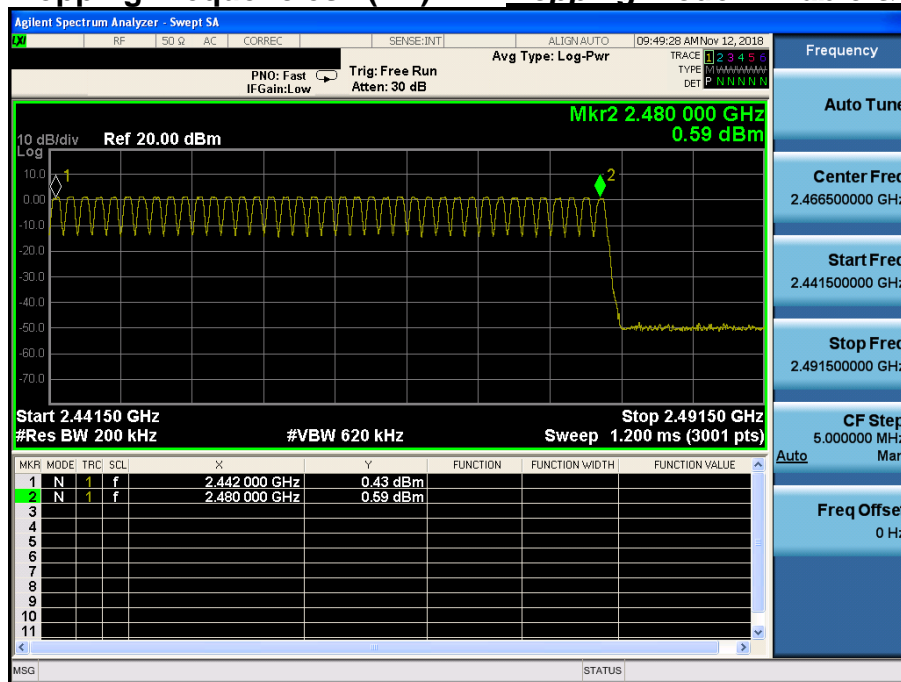 Agilent Spectrum Analyzer - Swept SA
LXI RF 50 Ω AC CORREC SENSE:INT ALIGN AUTO 09:49:28 AM Nov 12, 2018
Avg Type: Log-Pwr
TRACE 1 2 3 4 5 6
TYPE M W W W W W
DET P N N N N N
PNO: Fast
IFGain:Low
Trig: Free Run
Atten: 30 dB
Mkr2 2.480 000 GHz
0.59 dBm
10 dB/div Ref 20.00 dBm
Log
1
2
10.0
0.00
-10.0
-20.0
-30.0
-40.0
-50.0
-60.0
-70.0
Start 2.44150 GHz Stop 2.49150 GHz
#Res BW 200 kHz #VBW 620 kHz Sweep 1.200 ms (3001 pts)
MKR MODE TRC SCL X Y FUNCTION FUNCTION WIDTH FUNCTION VALUE
1 N 1 f 2.442 000 GHz 0.43 dBm
2 N 1 f 2.480 000 GHz 0.59 dBm
3
4
5
6
7
8
9
10
11
MSG STATUS
Frequency
Auto Tune
Center Freq
2.466500000 GHz
Start Freq
2.441500000 GHz
Stop Freq
2.491500000 GHz
CF Step
5.000000 MHz
Auto Man
Freq Offset
0 Hz